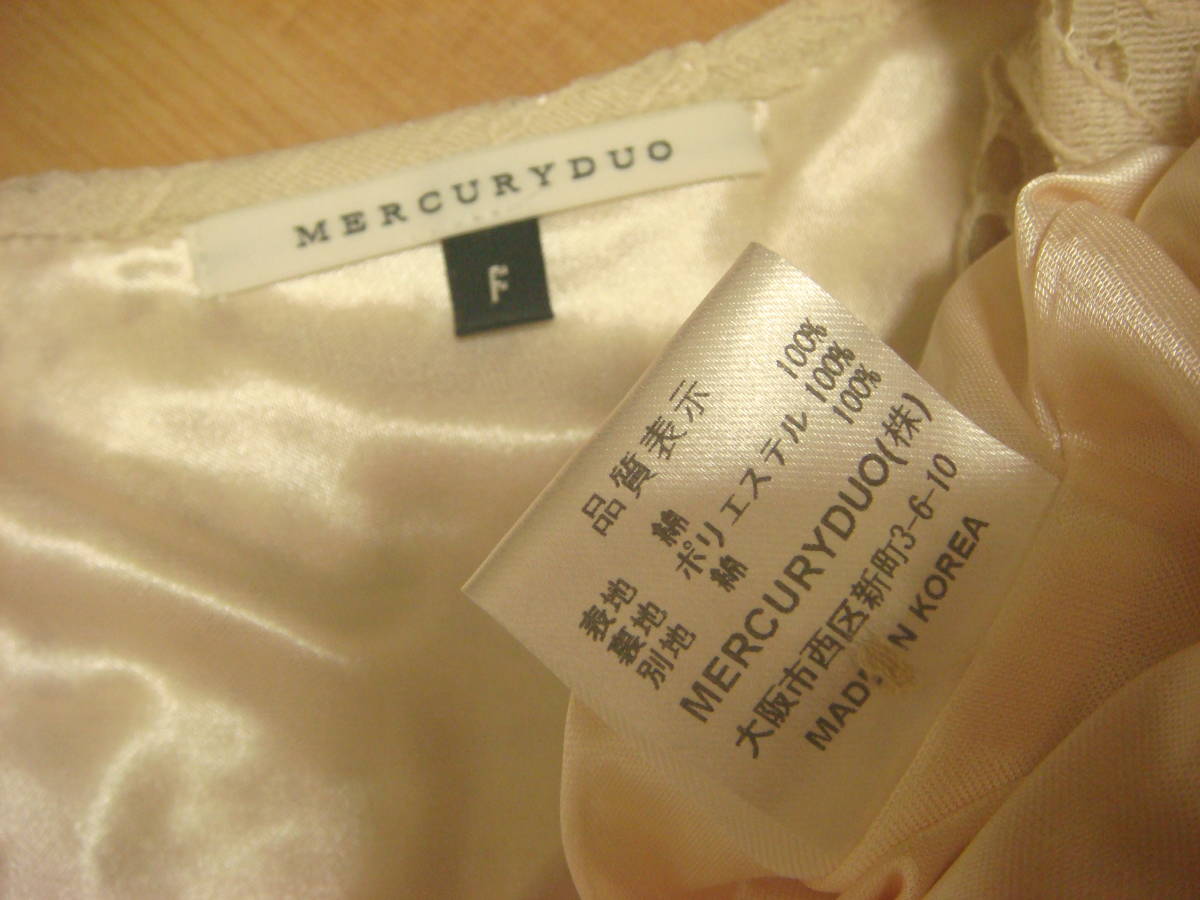 MERCURYDUO
F
品質表示
表地 綿 100%
裏地 ポリエステル 100%
別地 綿 100%
MERCURYDUO(株)
大阪市西区新町3-6-10
N KOREA